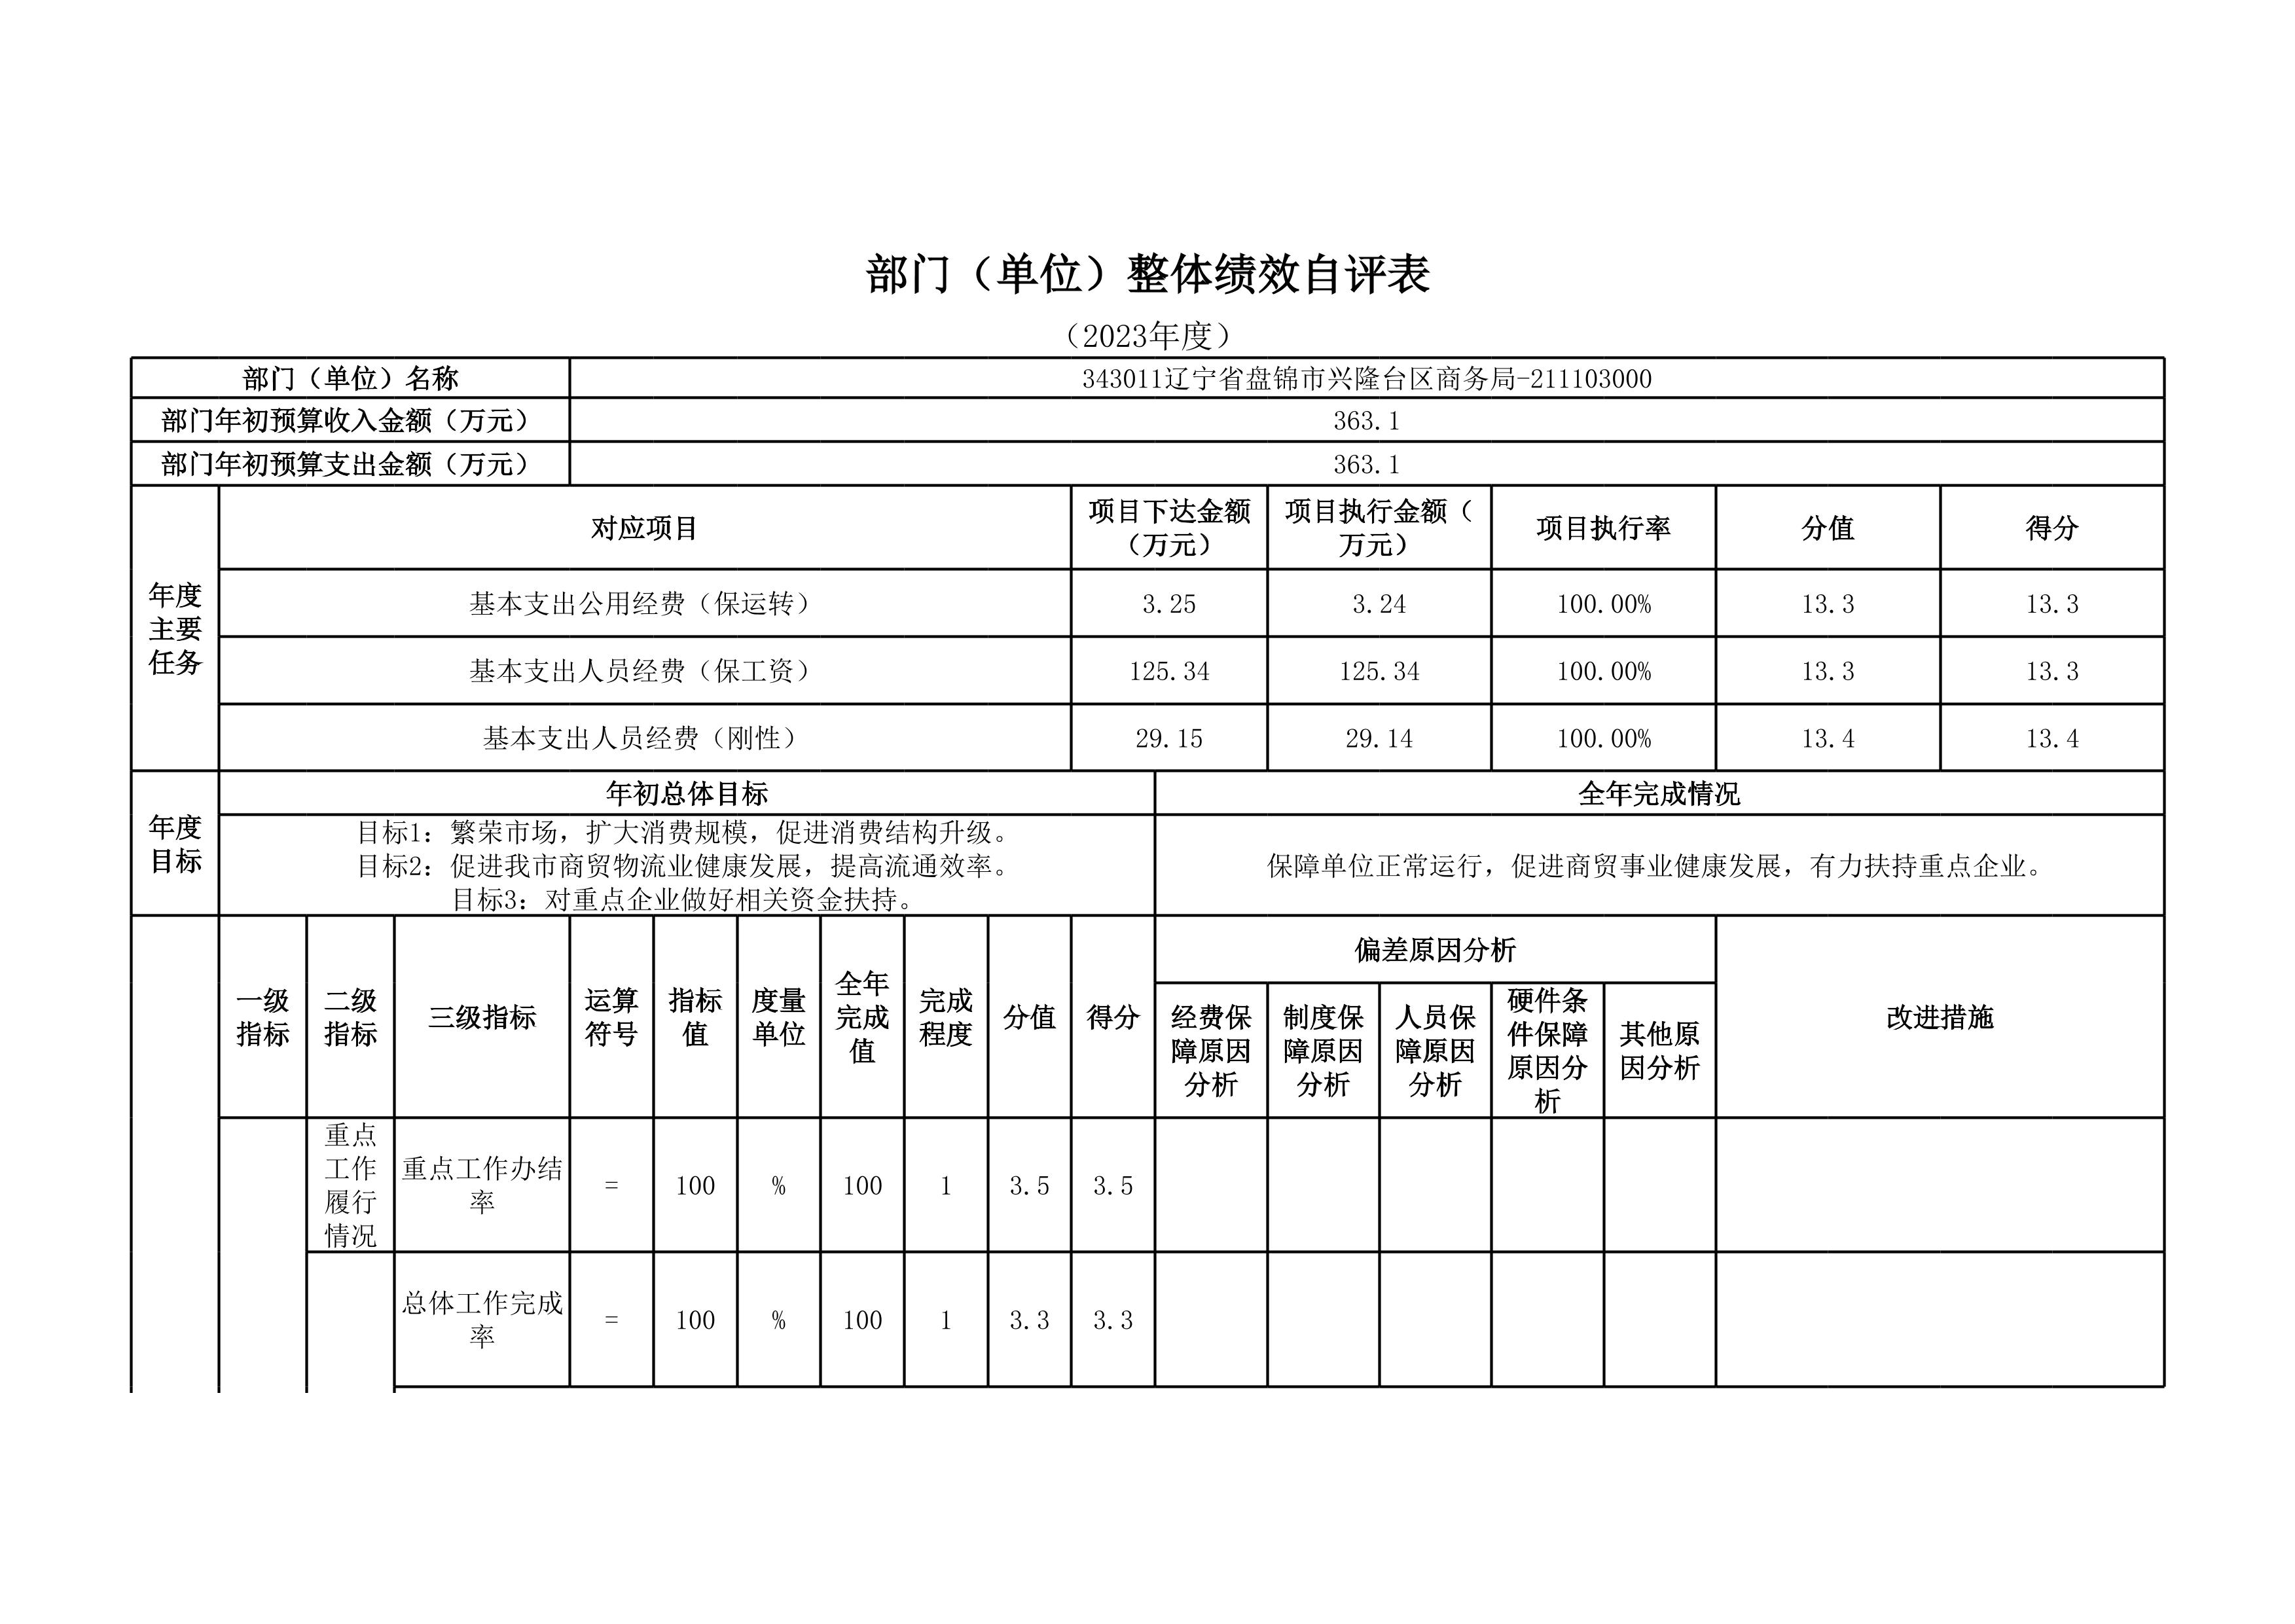 部门（单位）整体绩效自评表
（2023年度）
部门（单位）名称
343011辽宁省盘锦市兴隆台区商务局-211103000
部门年初预算收入金额（万元）
363.1
部门年初预算支出金额（万元）
363.1
年度
主要
任务
对应项目
项目下达金额
（万元）
项目执行金额（
万元）
项目执行率
分值
得分
基本支出公用经费（保运转）
3.25
3.24
100.00%
13.3
13.3
基本支出人员经费（保工资）
125.34
125.34
100.00%
13.3
13.3
基本支出人员经费（刚性）
29.15
29.14
100.00%
13.4
13.4
年度
目标
年初总体目标
全年完成情况
目标1：繁荣市场，扩大消费规模，促进消费结构升级。
目标2：促进我市商贸物流业健康发展，提高流通效率。
目标3：对重点企业做好相关资金扶持。
保障单位正常运行，促进商贸事业健康发展，有力扶持重点企业。
一级
指标
二级
指标
三级指标
运算
符号
指标
值
度量
单位
全年
完成
值
完成
程度
分值
得分
偏差原因分析
经费保
障原因
分析
制度保
障原因
分析
人员保
障原因
分析
硬件条
件保障
原因分
析
其他原
因分析
改进措施
重点
工作
履行
情况
重点工作办结
率
=
100
%
100
1
3.5
3.5
总体工作完成
率
=
100
%
100
1
3.3
3.3